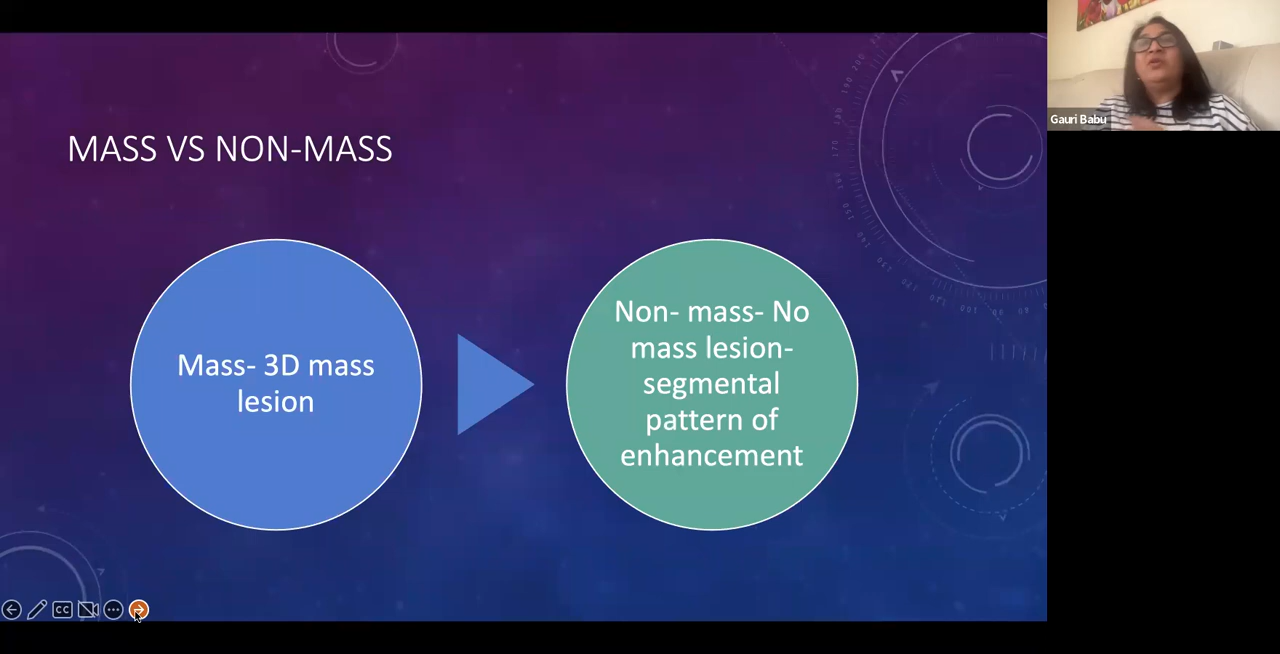 MASS VS NON-MASS
Mass- 3D mass
lesion
Non- mass- No
mass lesion-
segmental
pattern of
enhancement
Gauri Babu
CC